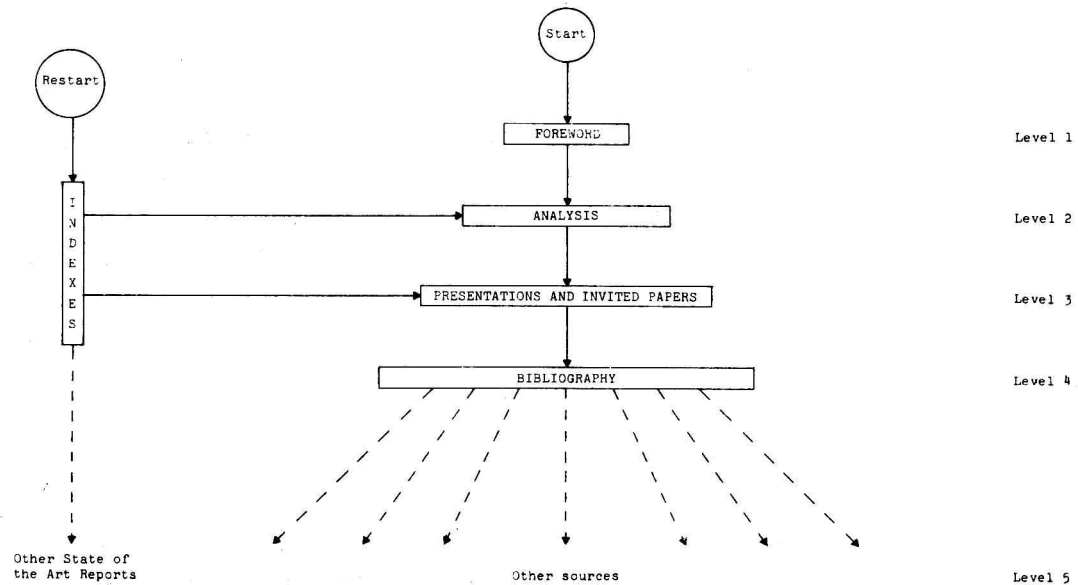 Start
Restart
FOREWORD
Level 1
I
N
D
E
X
E
S
ANALYSIS
Level 2
PRESENTATIONS AND INVITED PAPERS
Level 3
BIBLIOGRAPHY
Level 4
Other State of
the Art Reports
Other sources
Level 5